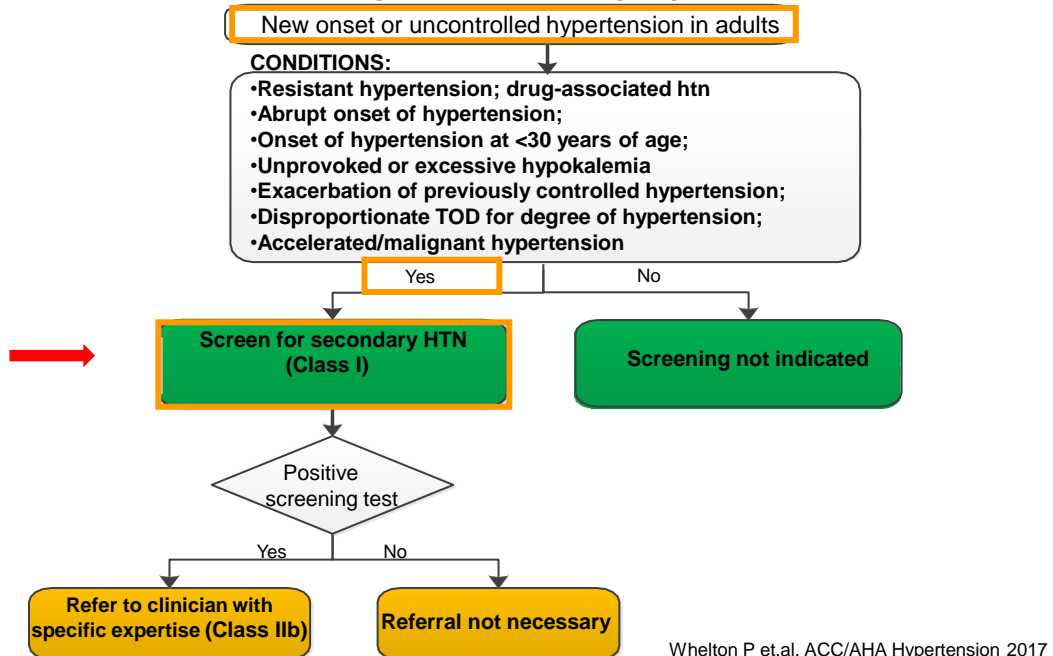 New onset or uncontrolled hypertension in adults
CONDITIONS:
•Resistant hypertension; drug-associated htn
•Abrupt onset of hypertension;
•Onset of hypertension at <30 years of age;
•Unprovoked or excessive hypokalemia
•Exacerbation of previously controlled hypertension;
•Disproportionate TOD for degree of hypertension;
•Accelerated/malignant hypertension
Yes
No
Screen for secondary HTN
(Class I)
Screening not indicated
Positive
screening test
Yes
No
Refer to clinician with
specific expertise (Class IIb)
Referral not necessary
Whelton P et.al. ACC/AHA Hypertension 2017